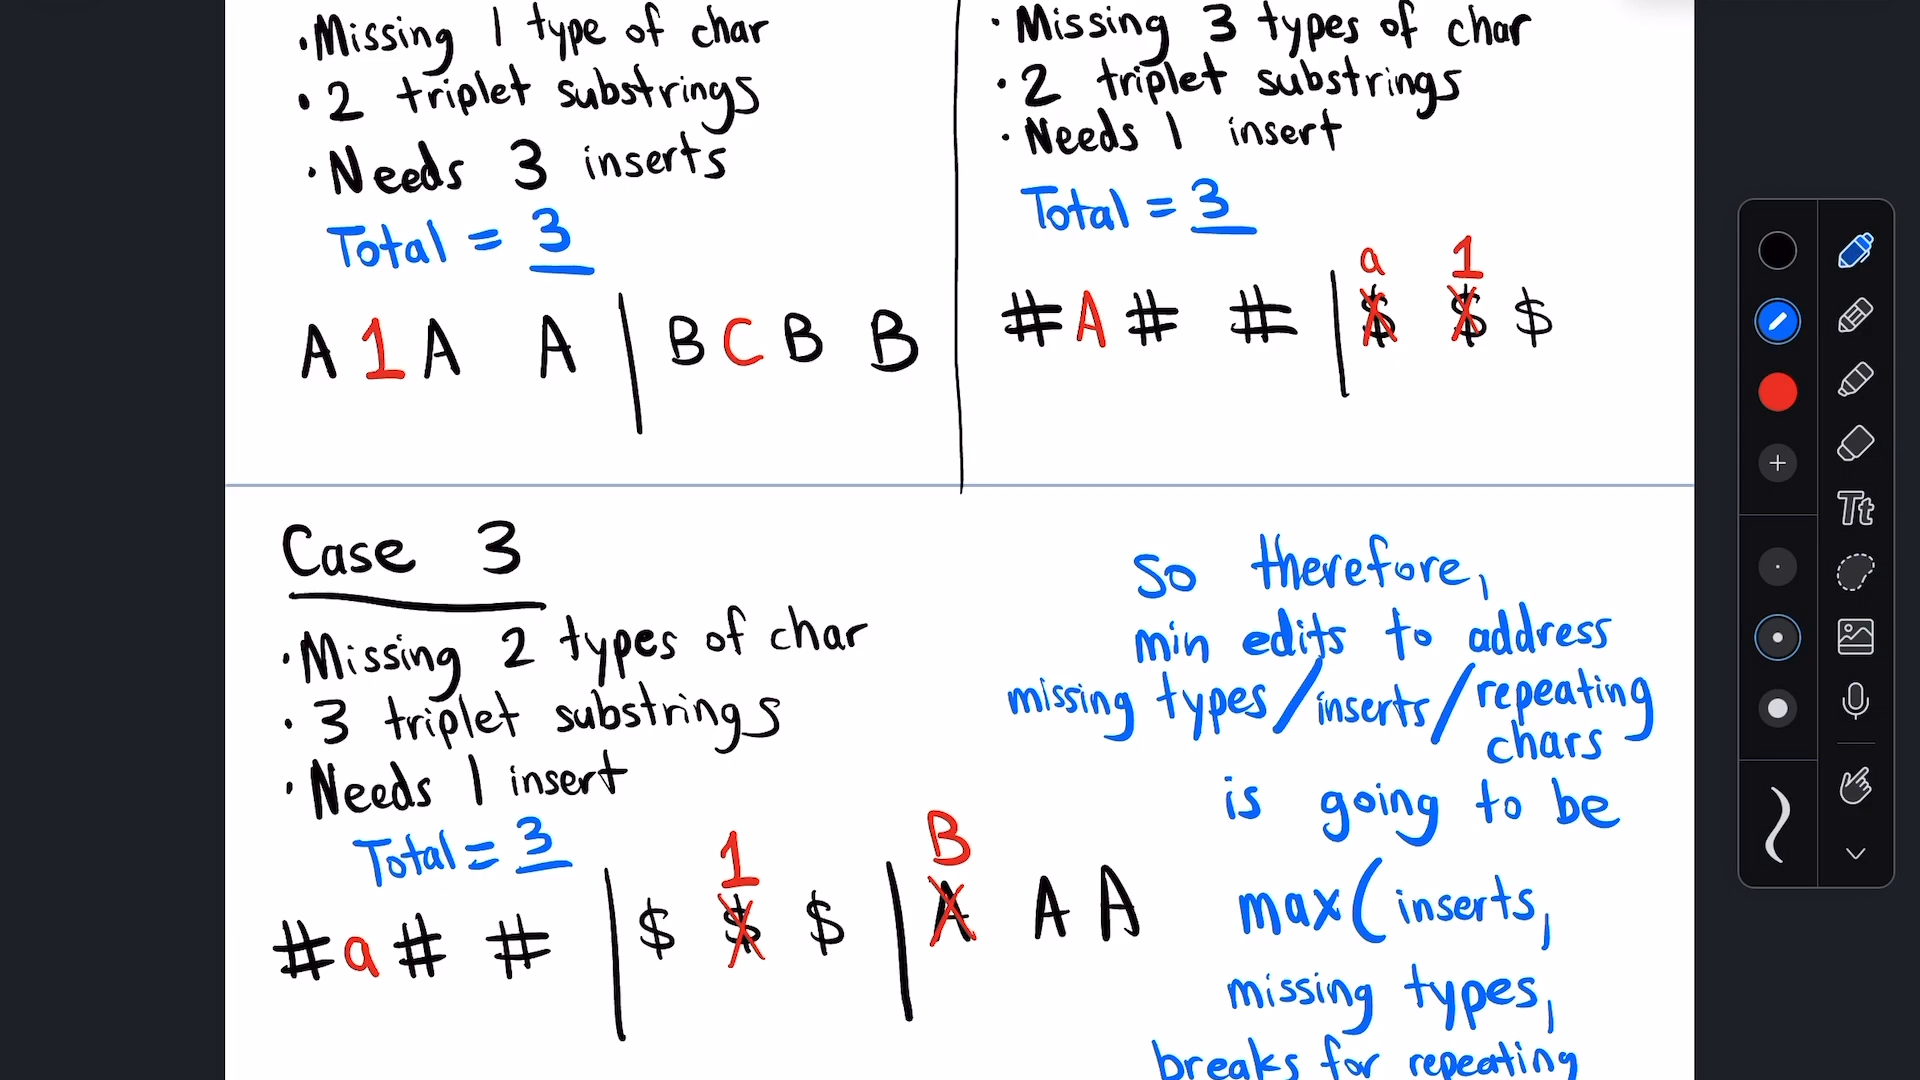 •Missing 1 type of char
•2 triplet substrings
•Needs 3 inserts
Total = 3
A 1 A A | B C B B
•Missing 3 types of char
•2 triplet substrings
•Needs 1 insert
Total = 3
a 1
# A # # | $ $ $
Case 3
•Missing 2 types of char
•3 triplet substrings
•Needs 1 insert
Total = 3
1 B
# a # # | $ $ $ | A A A
So therefore,
min edits to address
missing types/inserts/repeating
chars
is going to be
max(inserts,
missing types,
breaks for repeating
Tt